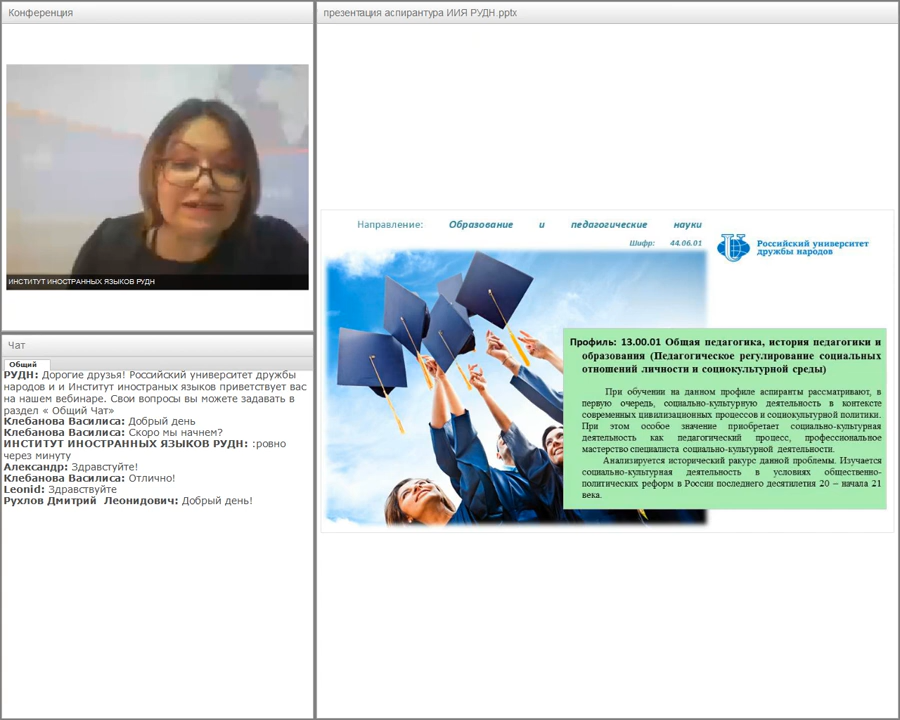 Конференция
ИНСТИТУТ ИНОСТРАННЫХ ЯЗЫКОВ РУДН
Чат
Общий
РУДН: Дорогие друзья! Российский университет дружбы
народов и и Институт иностраных языков приветствует вас
на нашем вебинаре. Свои вопросы вы можете задавать в
раздел « Общий Чат»
Клебанова Василиса: Добрый день
Клебанова Василиса: Скоро мы начнем?
ИНСТИТУТ ИНОСТРАННЫХ ЯЗЫКОВ РУДН: :ровно
через минуту
Александр: Здравстуйте!
Клебанова Василиса: Отлично!
Leonid: Здравствуйте
Рухлов Дмитрий Леонидович: Добрый день!
презентация аспирантура ИИЯ РУДН.pptx
Направление: Образование и педагогические науки
Шифр: 44.06.01
Российский университет
дружбы народов
Профиль: 13.00.01 Общая педагогика, история педагогики и
образования (Педагогическое регулирование социальных
отношений личности и социокультурной среды)
При обучении на данном профиле аспиранты рассматривают, в
первую очередь, социально-культурную деятельность в контексте
современных цивилизационных процессов и социокультурной политики.
При этом особое значение приобретает социально-культурная
деятельность как педагогический процесс, профессиональное
мастерство специалиста социально-культурной деятельности.
Анализируется исторический ракурс данной проблемы. Изучается
социально-культурная деятельность в условиях общественно-
политических реформ в России последнего десятилетия 20 – начала 21
века.